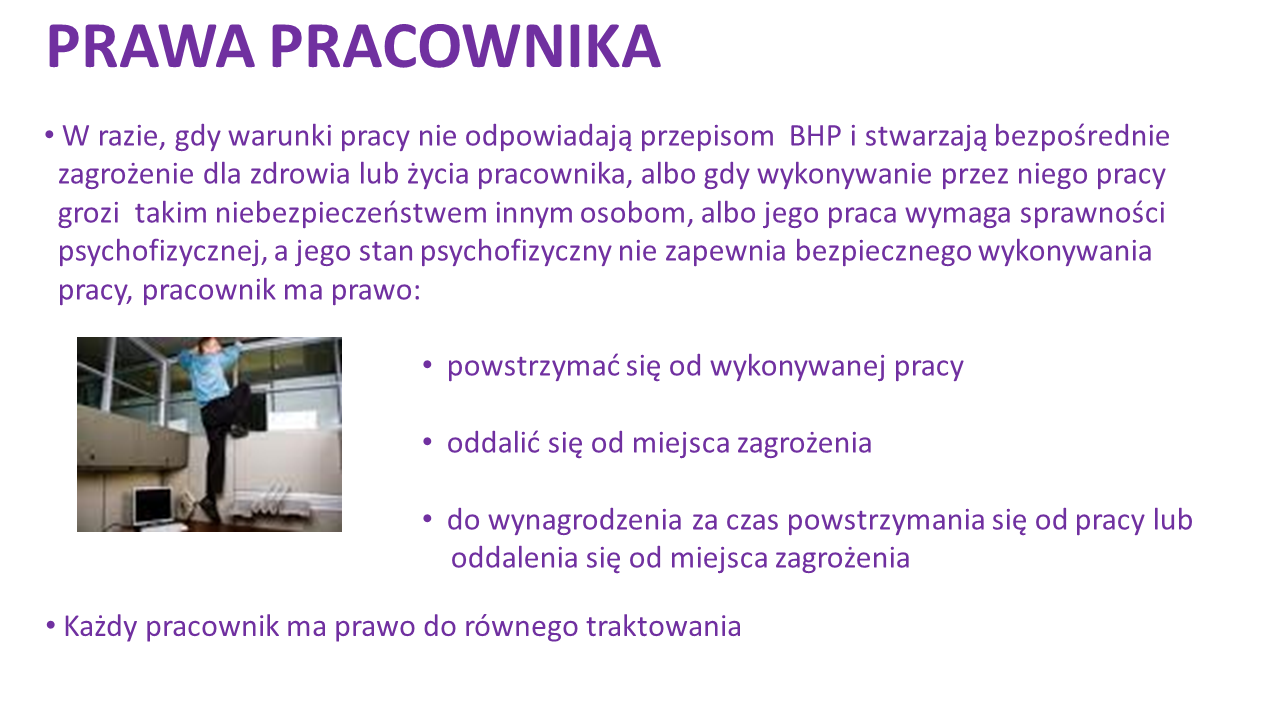 PRAWA PRACOWNIKA
• W razie, gdy warunki pracy nie odpowiadają przepisom BHP i stwarzają bezpośrednie
zagrożenie dla zdrowia lub życia pracownika, albo gdy wykonywanie przez niego pracy
grozi takim niebezpieczeństwem innym osobom, albo jego praca wymaga sprawności
psychofizycznej, a jego stan psychofizyczny nie zapewnia bezpiecznego wykonywania
pracy, pracownik ma prawo:
• powstrzymać się od wykonywanej pracy
• oddalić się od miejsca zagrożenia
• do wynagrodzenia za czas powstrzymania się od pracy lub
oddalenia się od miejsca zagrożenia
• Każdy pracownik ma prawo do równego traktowania